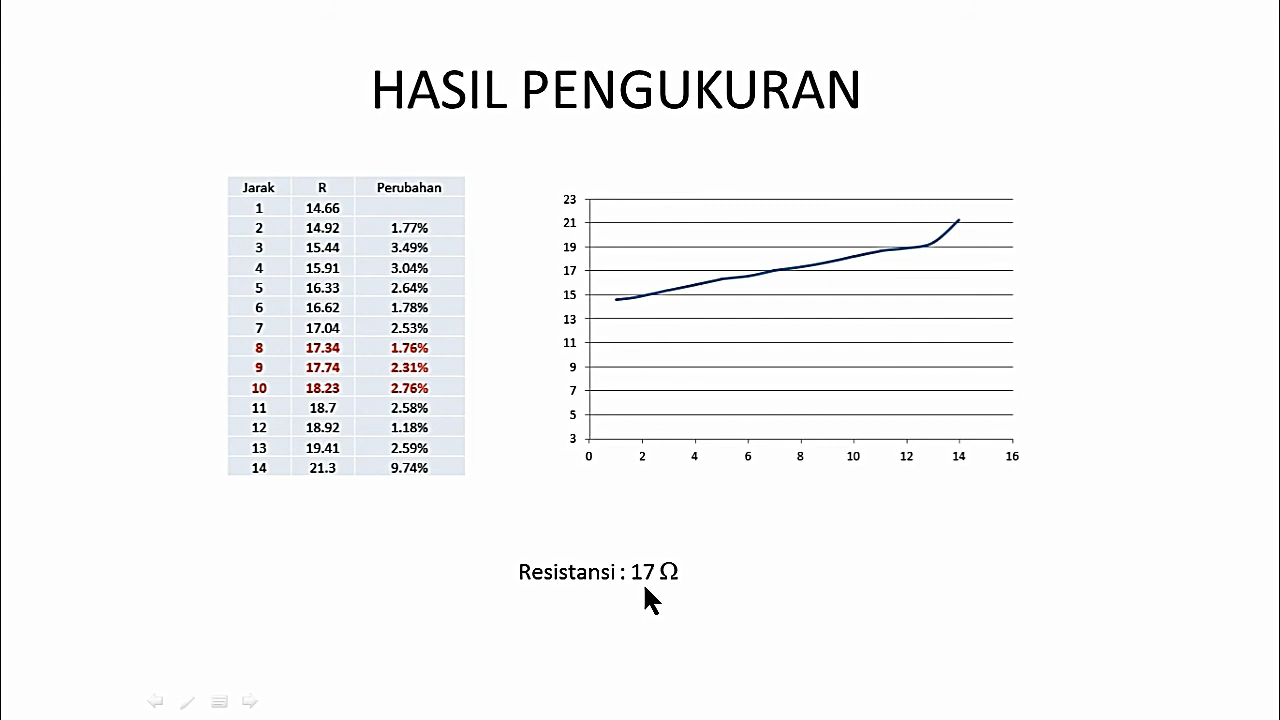 HASIL PENGUKURAN
Jarak R Perubahan
1 14.66
2 14.92 1.77%
3 15.44 3.49%
4 15.91 3.04%
5 16.33 2.64%
6 16.62 1.78%
7 17.04 2.53%
8 17.34 1.76%
9 17.74 2.31%
10 18.23 2.76%
11 18.7 2.58%
12 18.92 1.18%
13 19.41 2.59%
14 21.3 9.74%
23
21
19
17
15
13
11
9
7
5
3
0 2 4 6 8 10 12 14 16
Resistansi : 17 Ω